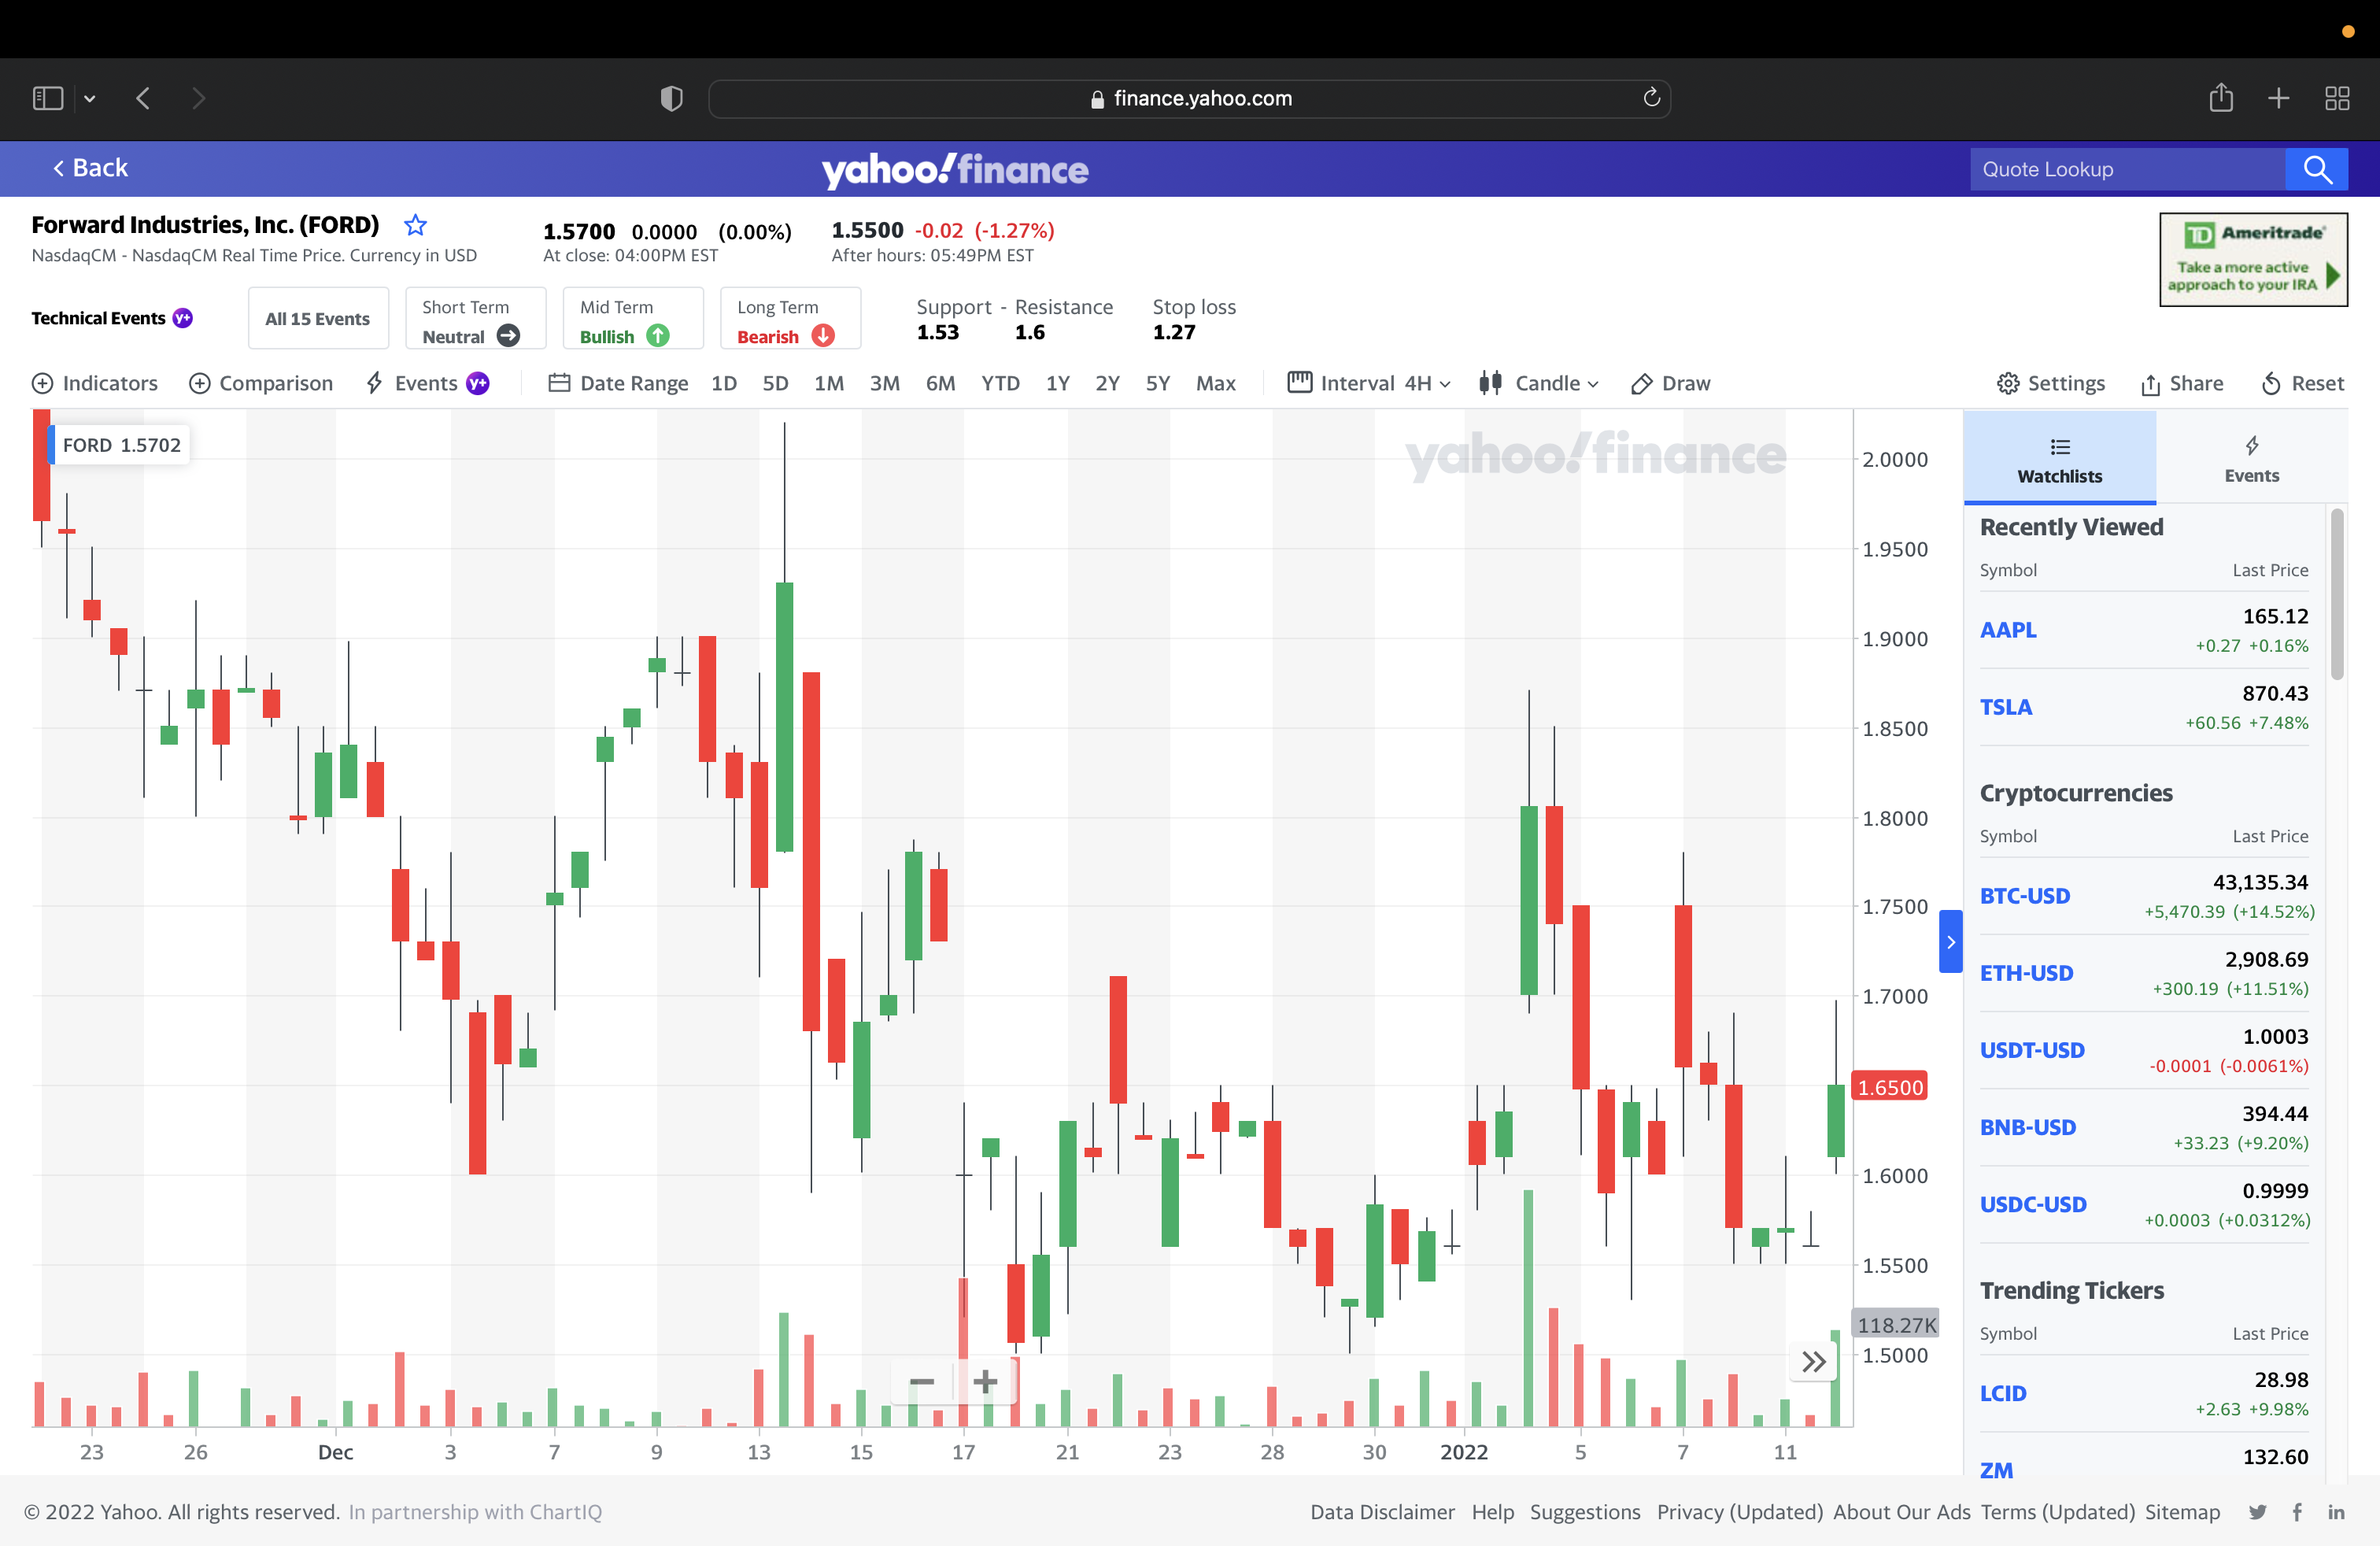 finance.yahoo.com
Back
yahoo!finance
Quote Lookup
Forward Industries, Inc. (FORD)
NasdaqCM - NasdaqCM Real Time Price. Currency in USD
1.5700 0.0000 (0.00%)
At close: 04:00PM EST
1.5500 -0.02 (-1.27%)
After hours: 05:49PM EST
TD Ameritrade
Take a more active
approach to your IRA
Technical Events Y+
All 15 Events
Short Term
Neutral
Mid Term
Bullish
Long Term
Bearish
Support - Resistance
1.53 1.6
Stop loss
1.27
Indicators Comparison Events Y+ Date Range 1D 5D 1M 3M 6M YTD 1Y 2Y 5Y Max Interval 4H Candle Draw Settings Share Reset
FORD 1.5702
yahoo!finance
2.0000
1.9500
1.9000
1.8500
1.8000
1.7500
1.7000
1.6500
1.6000
1.5500
118.27K
1.5000
23 26 Dec 3 7 9 13 15 17 21 23 28 30 2022 5 7 11
Watchlists
Events
Recently Viewed
Symbol Last Price
AAPL 165.12
+0.27 +0.16%
TSLA 870.43
+60.56 +7.48%
Cryptocurrencies
Symbol Last Price
BTC-USD 43,135.34
+5,470.39 (+14.52%)
ETH-USD 2,908.69
+300.19 (+11.51%)
USDT-USD 1.0003
-0.0001 (-0.0061%)
BNB-USD 394.44
+33.23 (+9.20%)
USDC-USD 0.9999
+0.0003 (+0.0312%)
Trending Tickers
Symbol Last Price
LCID 28.98
+2.63 +9.98%
ZM 132.60
© 2022 Yahoo. All rights reserved. In partnership with ChartIQ
Data Disclaimer Help Suggestions Privacy (Updated) About Our Ads Terms (Updated) Sitemap